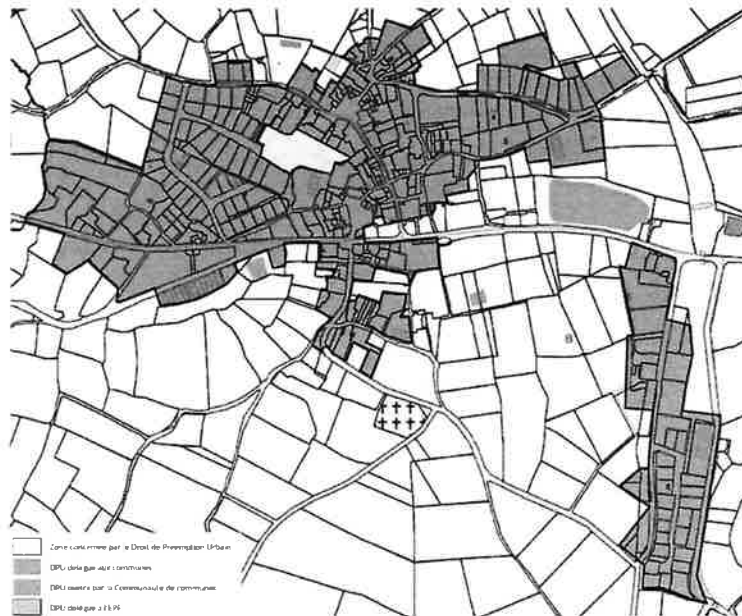 Zone concernée par le Droit de Préemption Urbain
DPU délégué aux communes
DPU exercé par la Communauté de communes
DPU délégué à l'EPF